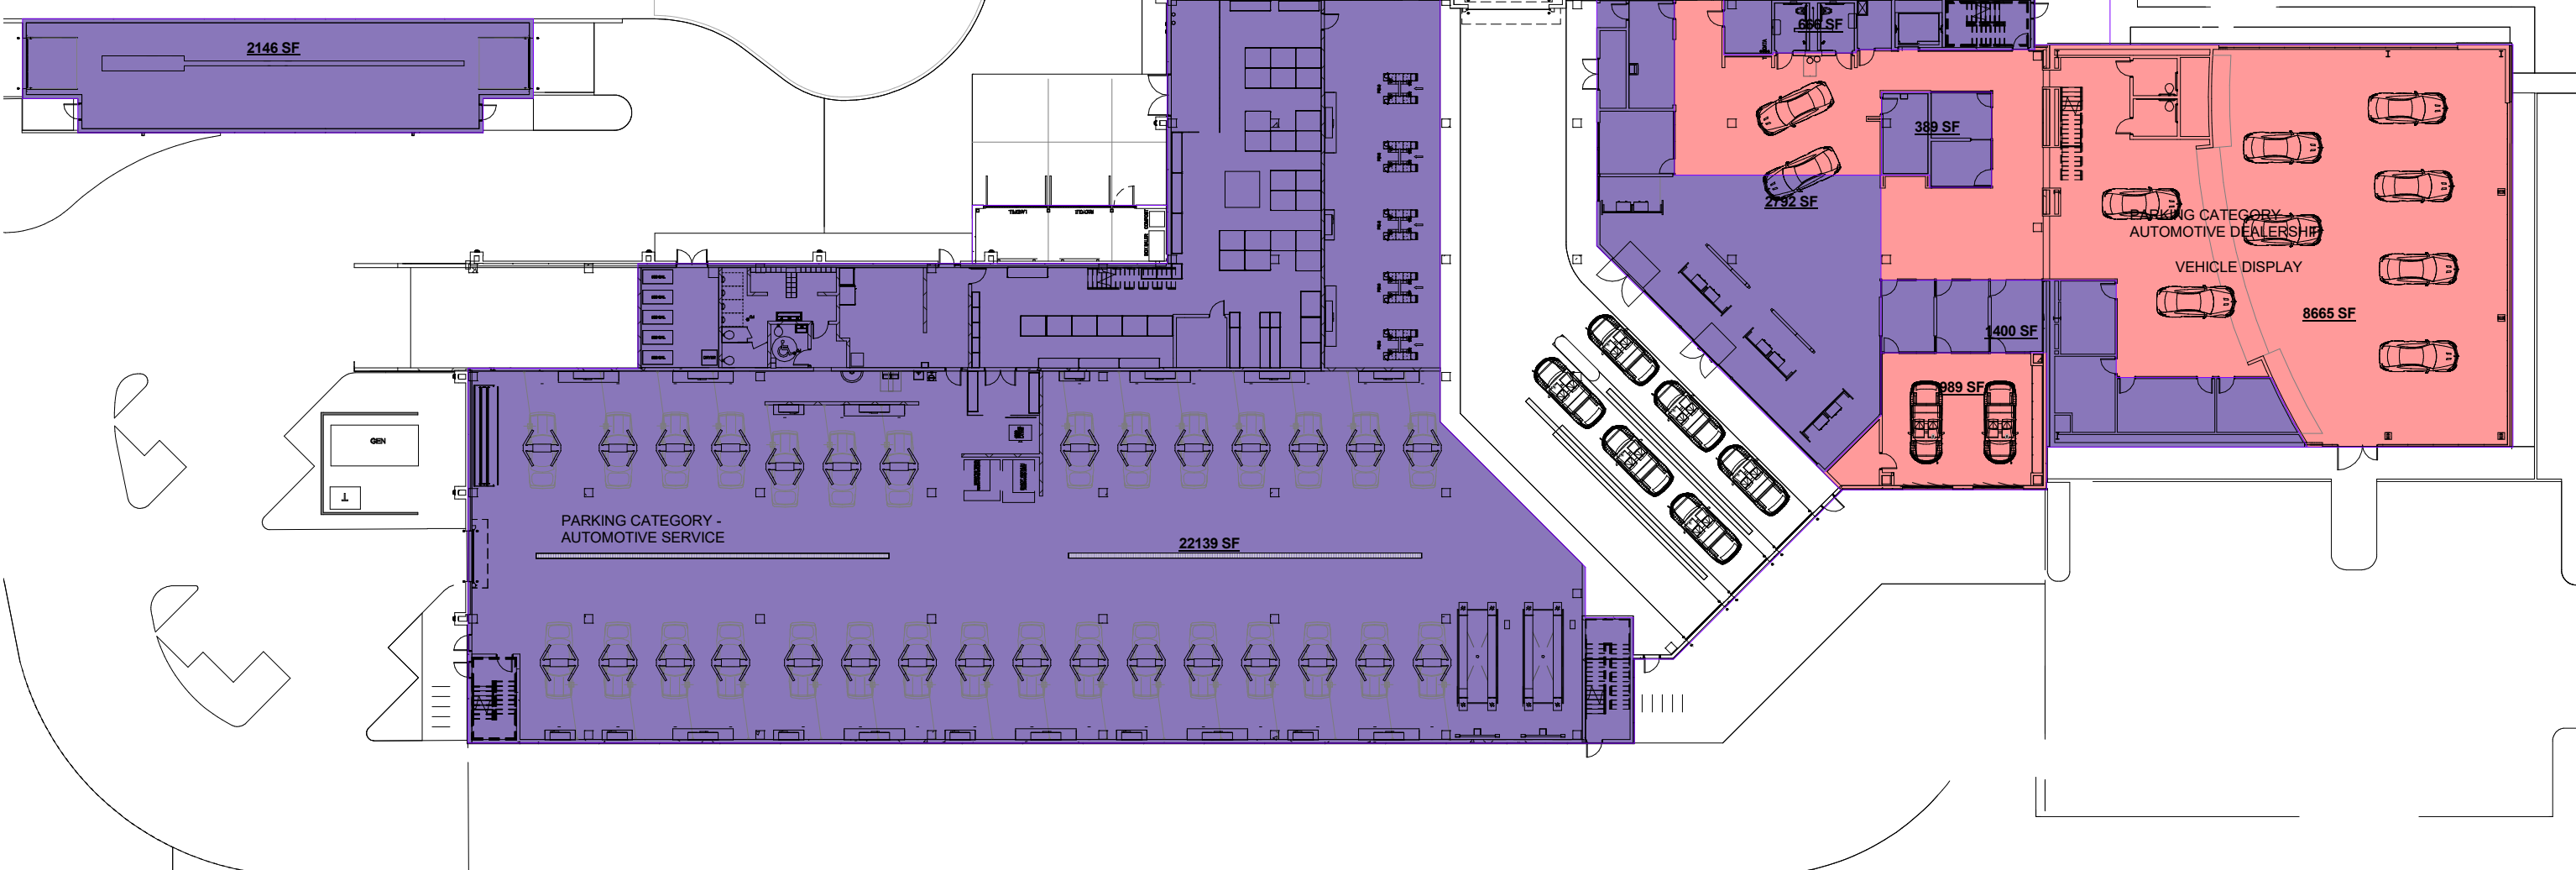 666 SF
2146 SF
389 SF
2792 SF
PARKING CATEGORY -
AUTOMOTIVE DEALERSHIP
VEHICLE DISPLAY
8665 SF
1400 SF
989 SF
GEN
T
PARKING CATEGORY -
AUTOMOTIVE SERVICE
22139 SF